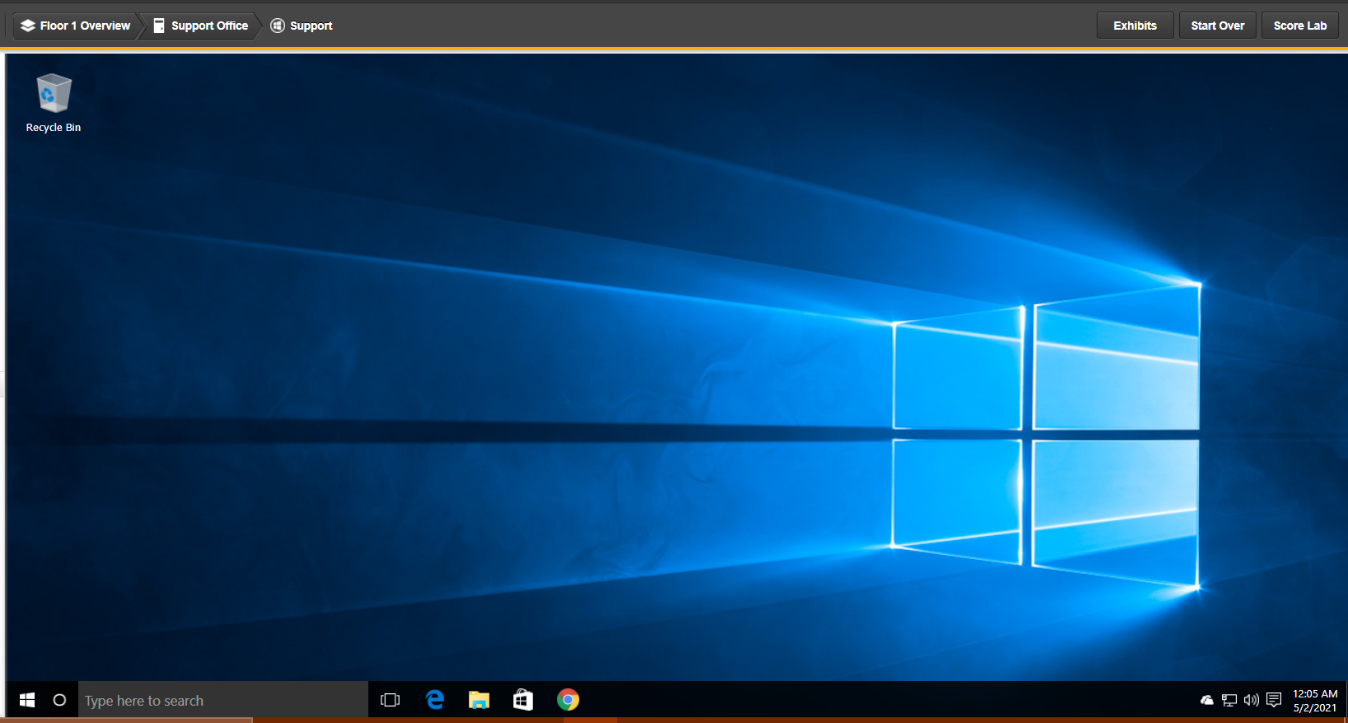 Floor 1 Overview Support Office Support Exhibits Start Over Score Lab
Recycle Bin
Type here to search
12:05 AM
5/2/2021